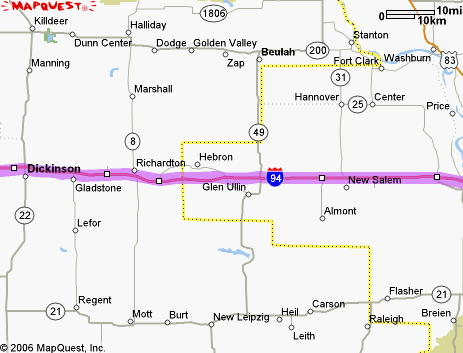 MAPQUEST
1806
10mi
10km
Halliday
Killdeer
Dunn Center
Dodge
Golden Valley
Zap
Beulah
200
Stanton
Fort Clark
Washburn
83
Manning
31
Marshall
Hannover
25
Center
Price
49
8
Hebron
Richardton
Dickinson
Gladstone
Glen Ullin
94
New Salem
22
Almont
Lefor
Regent
21
Mott
Burt
New Leipzig
Heil
Carson
Leith
Flasher
21
Raleigh
Breien
© 2006 MapQuest, Inc.